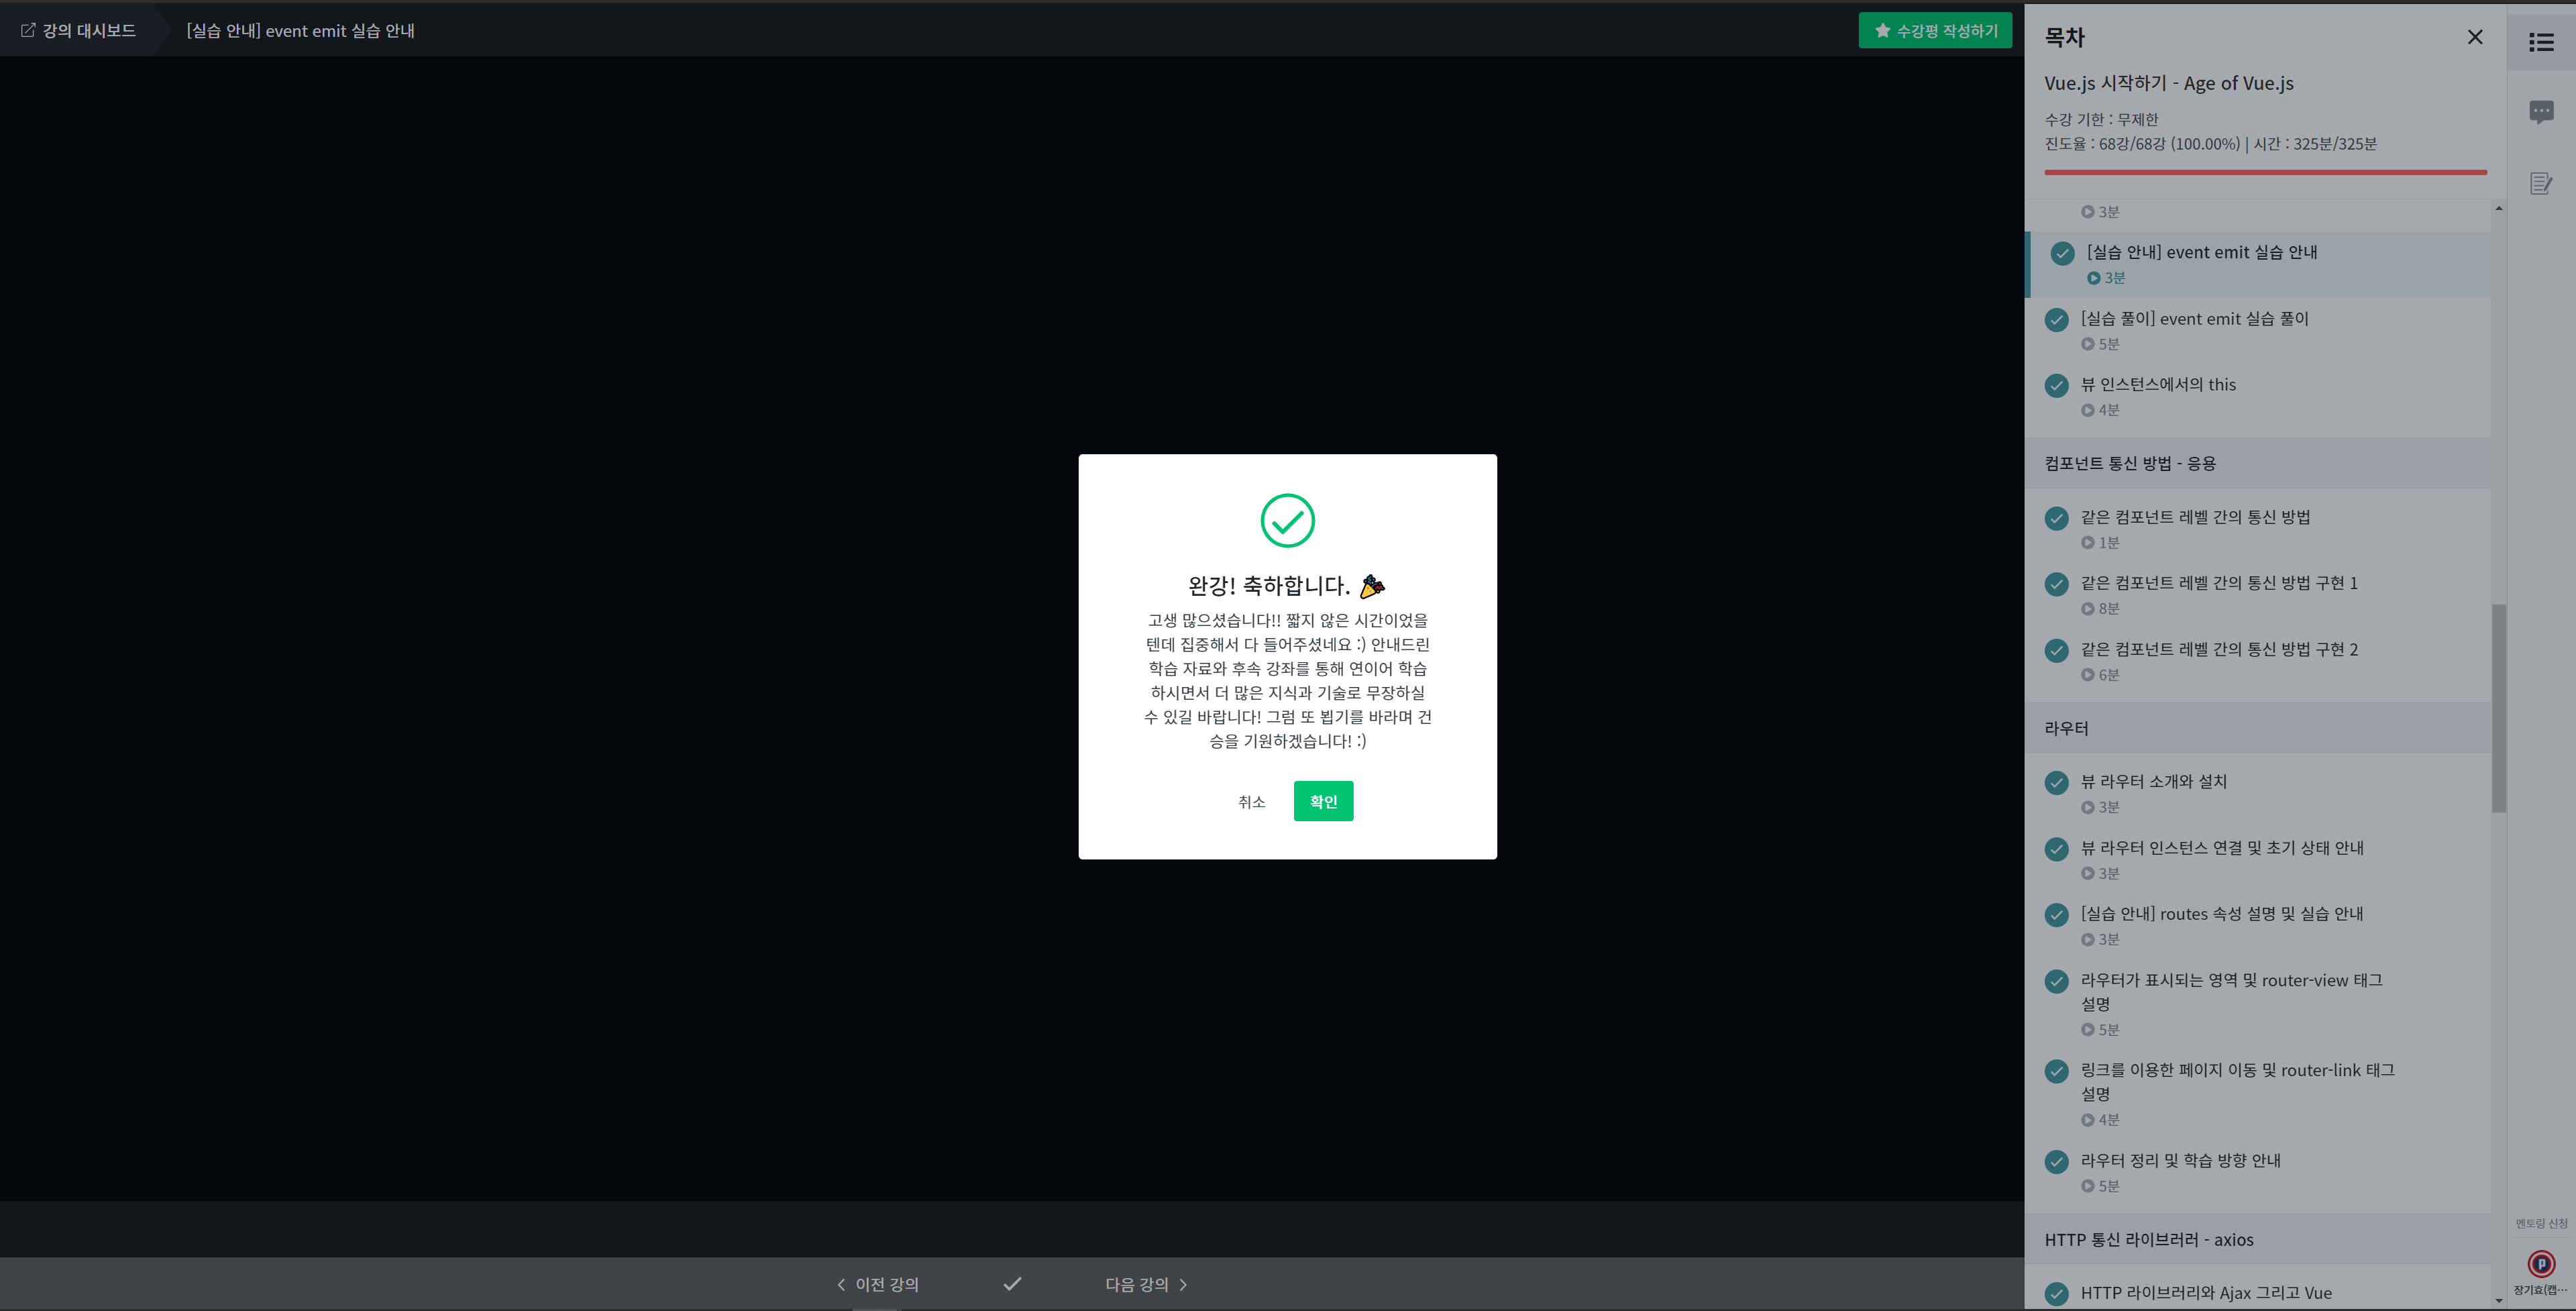 강의 대시보드
[실습 안내] event emit 실습 안내
수강평 작성하기
목차
Vue.js 시작하기 - Age of Vue.js
수강 기한 : 무제한
진도율 : 68강/68강 (100.00%) | 시간 : 325분/325분
3분
[실습 안내] event emit 실습 안내
3분
[실습 풀이] event emit 실습 풀이
5분
뷰 인스턴스에서의 this
4분
컴포넌트 통신 방법 - 응용
같은 컴포넌트 레벨 간의 통신 방법
1분
같은 컴포넌트 레벨 간의 통신 방법 구현 1
8분
같은 컴포넌트 레벨 간의 통신 방법 구현 2
6분
라우터
뷰 라우터 소개와 설치
3분
뷰 라우터 인스턴스 연결 및 초기 상태 안내
3분
[실습 안내] routes 속성 설명 및 실습 안내
3분
라우터가 표시되는 영역 및 router-view 태그
설명
5분
링크를 이용한 페이지 이동 및 router-link 태그
설명
4분
라우터 정리 및 학습 방향 안내
5분
HTTP 통신 라이브러러 - axios
HTTP 라이브러리와 Ajax 그리고 Vue
완강! 축하합니다.
고생 많으셨습니다!! 짧지 않은 시간이었을
텐데 집중해서 다 들어주셨네요 :) 안내드린
학습 자료와 후속 강좌를 통해 연이어 학습
하시면서 더 많은 지식과 기술로 무장하실
수 있길 바랍니다! 그럼 또 뵙기를 바라며 건
승을 기원하겠습니다! :)
취소
확인
이전 강의
다음 강의
멘토링 신청
P
장기효(캡…